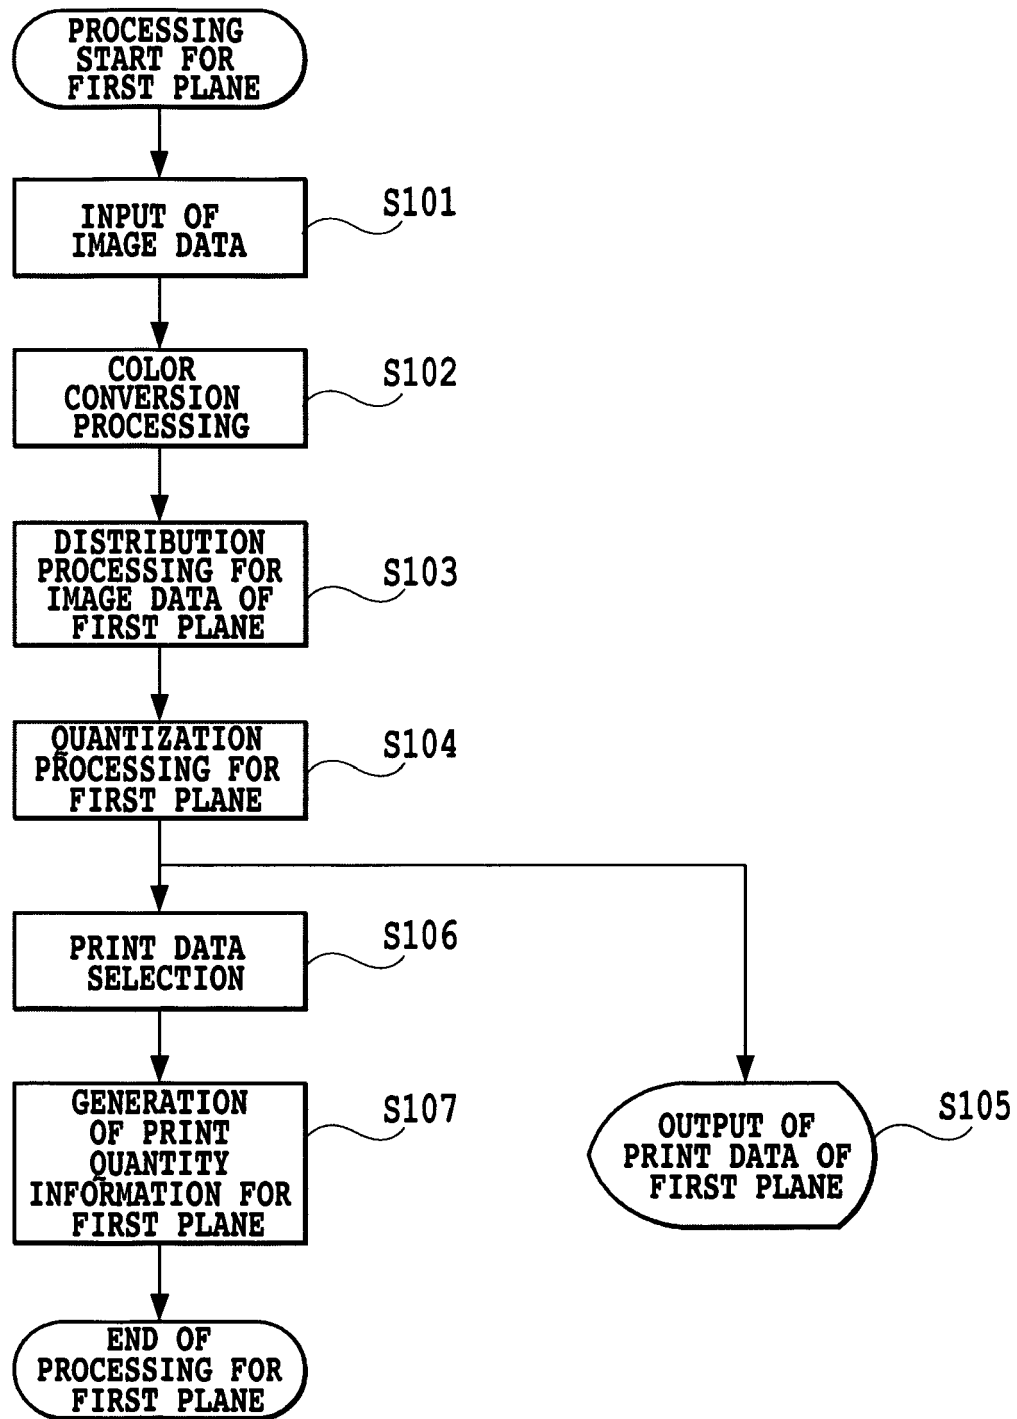 PROCESSING
START FOR
FIRST PLANE
INPUT OF
IMAGE DATA
S101
COLOR
CONVERSION
PROCESSING
S102
DISTRIBUTION
PROCESSING FOR
IMAGE DATA OF
FIRST PLANE
S103
QUANTIZATION
PROCESSING FOR
FIRST PLANE
S104
PRINT DATA
SELECTION
S106
GENERATION
OF PRINT
QUANTITY
INFORMATION FOR
FIRST PLANE
S107
OUTPUT OF
PRINT DATA OF
FIRST PLANE
S105
END OF
PROCESSING FOR
FIRST PLANE